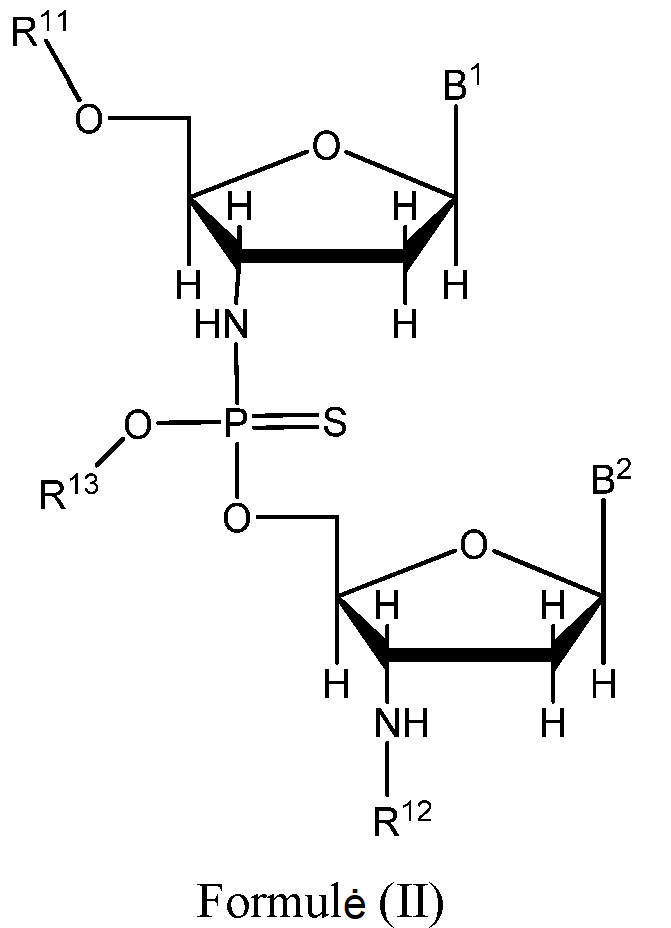 R¹¹
B¹
O O
H H
H H
HN H
O P S
R¹³ B²
O O
H H
H H
NH H
R¹²
Formulė (II)